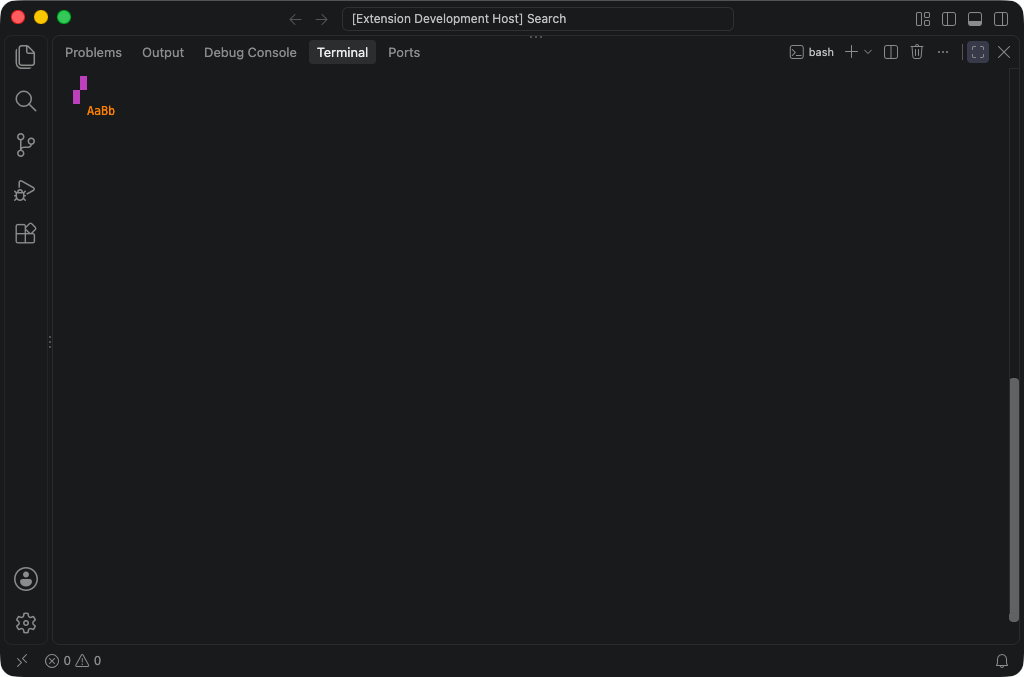 [Extension Development Host] Search
Problems Output Debug Console Terminal Ports bash
AaBb
0 0